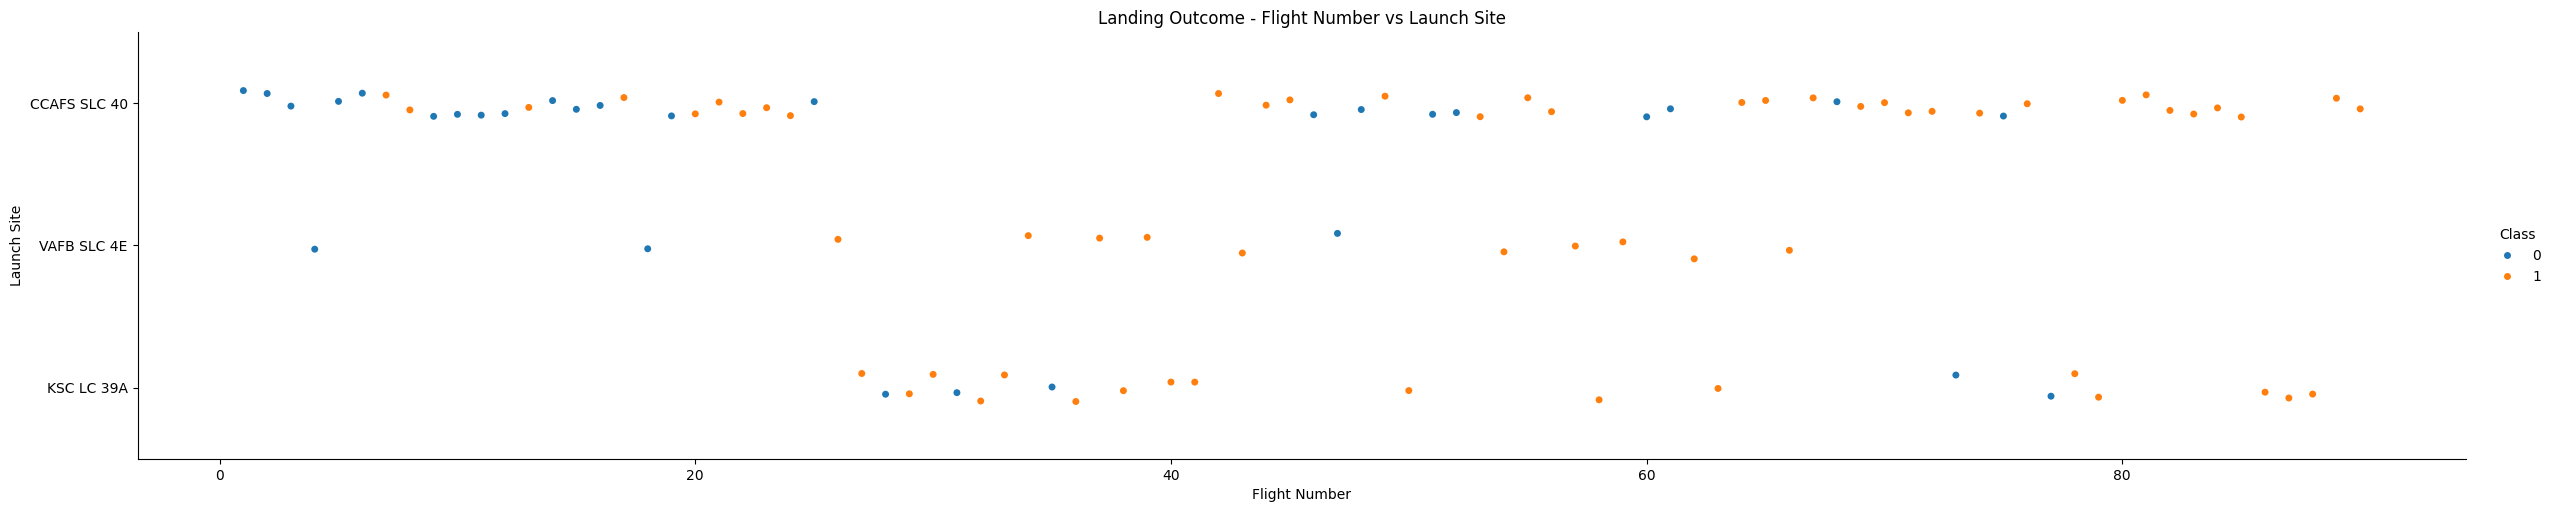 Landing Outcome - Flight Number vs Launch Site
Launch Site
CCAFS SLC 40
VAFB SLC 4E
KSC LC 39A
0
20
40
60
80
Flight Number
Class
0
1